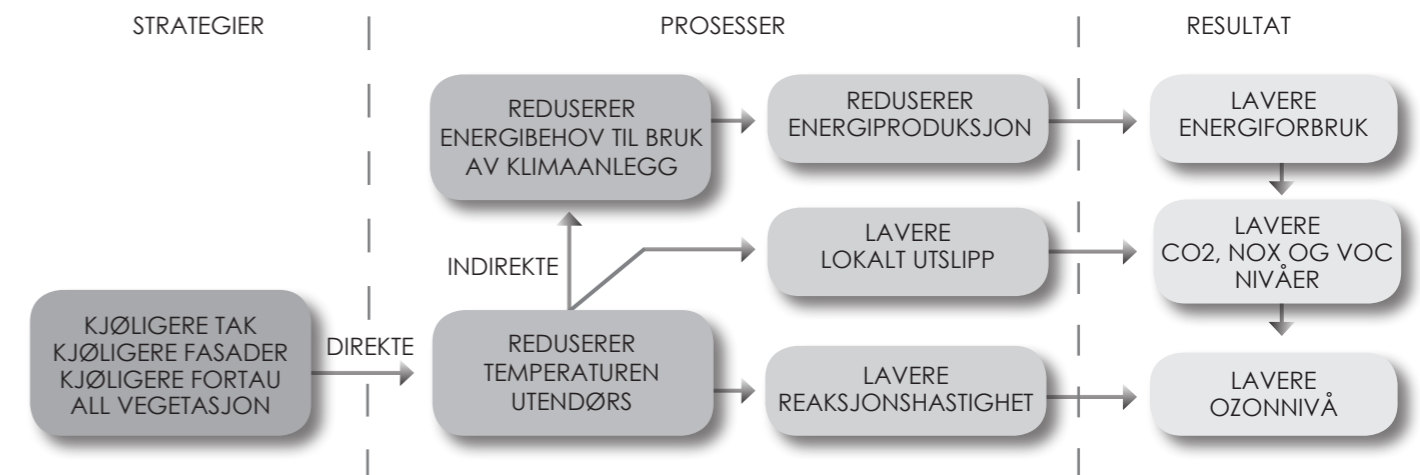 STRATEGIER
PROSESSER
RESULTAT
REDUSERER
ENERGIBEHOV TIL BRUK
AV KLIMAANLEGG
REDUSERER
ENERGIPRODUKSJON
LAVERE
ENERGIFORBRUK
INDIREKTE
LAVERE
LOKALT UTSLIPP
LAVERE
CO2, NOX OG VOC
NIVÅER
KJØLIGERE TAK
KJØLIGERE FASADER
KJØLIGERE FORTAU
ALL VEGETASJON
DIREKTE
REDUSERER
TEMPERATUREN
UTENDØRS
LAVERE
REAKSJONSHASTIGHET
LAVERE
OZONNIVÅ